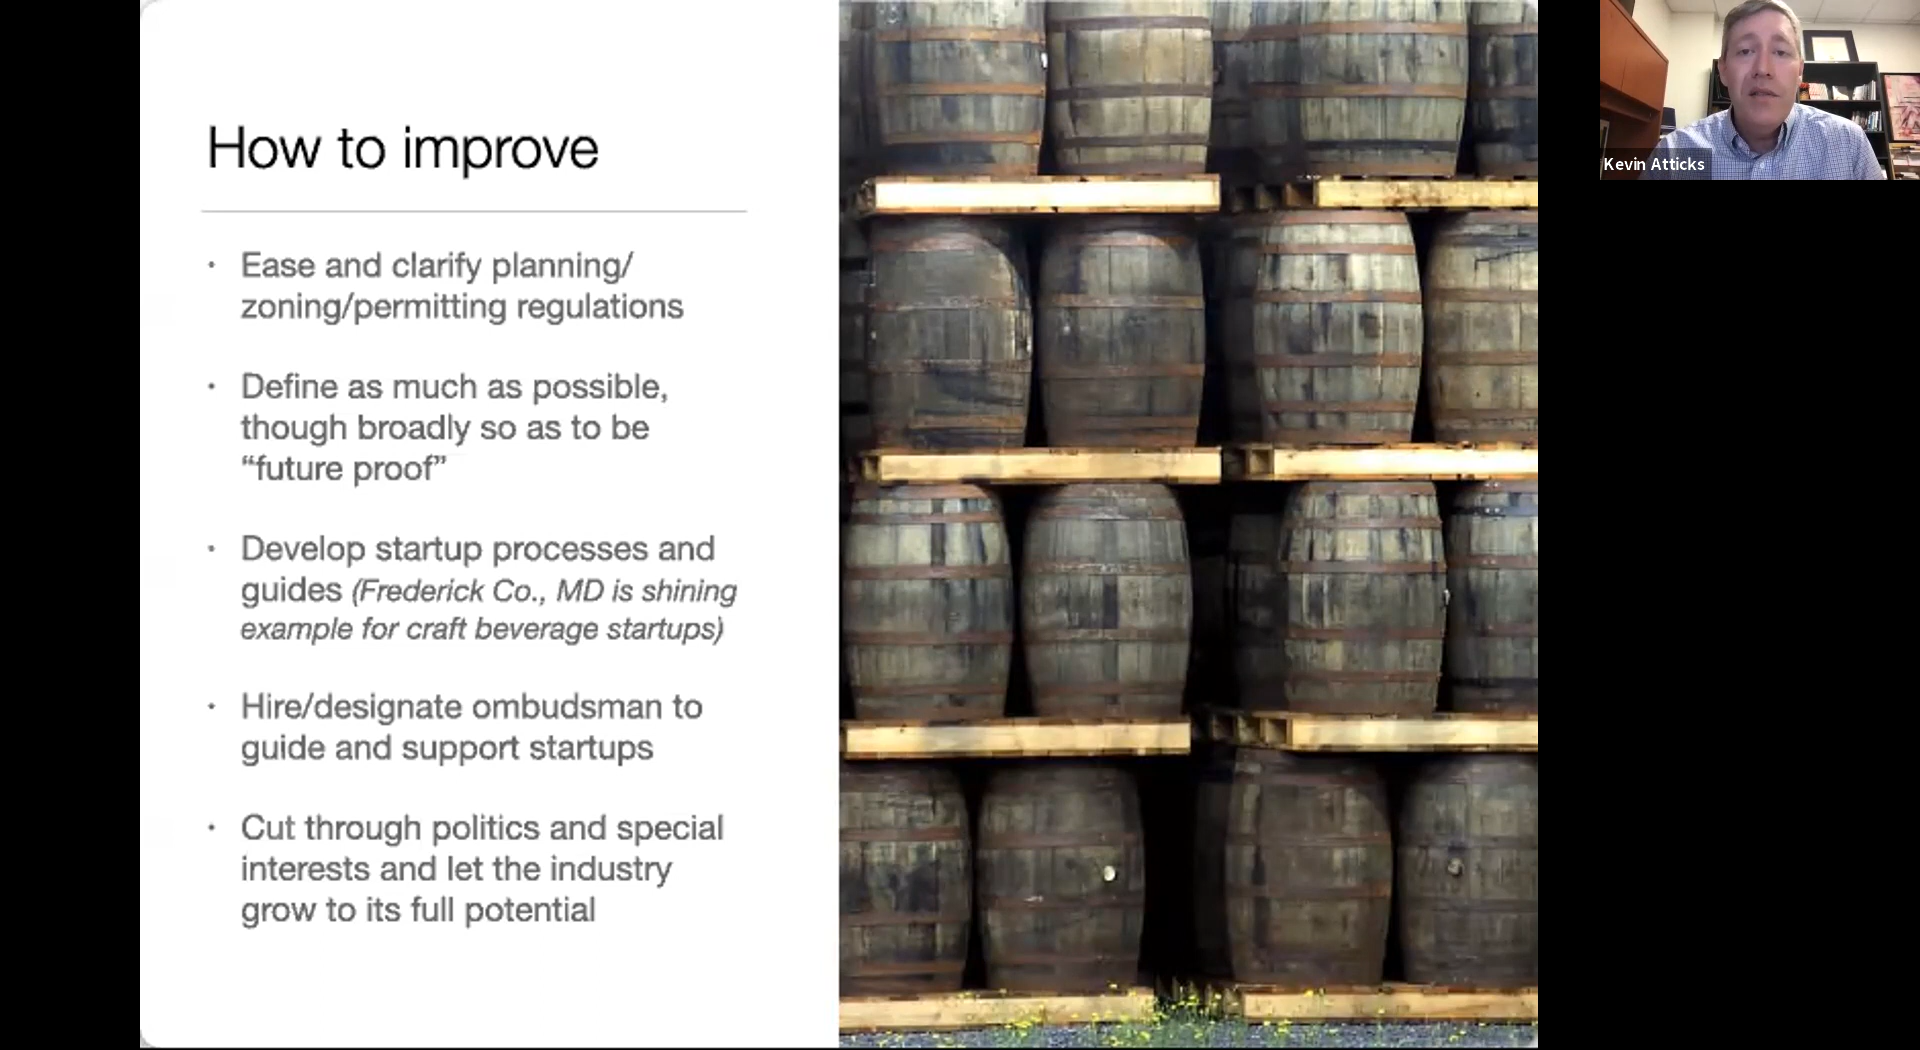 How to improve
• Ease and clarify planning/
zoning/permitting regulations
• Define as much as possible,
though broadly so as to be
“future proof”
• Develop startup processes and
guides (Frederick Co., MD is shining
example for craft beverage startups)
• Hire/designate ombudsman to
guide and support startups
• Cut through politics and special
interests and let the industry
grow to its full potential
Kevin Atticks